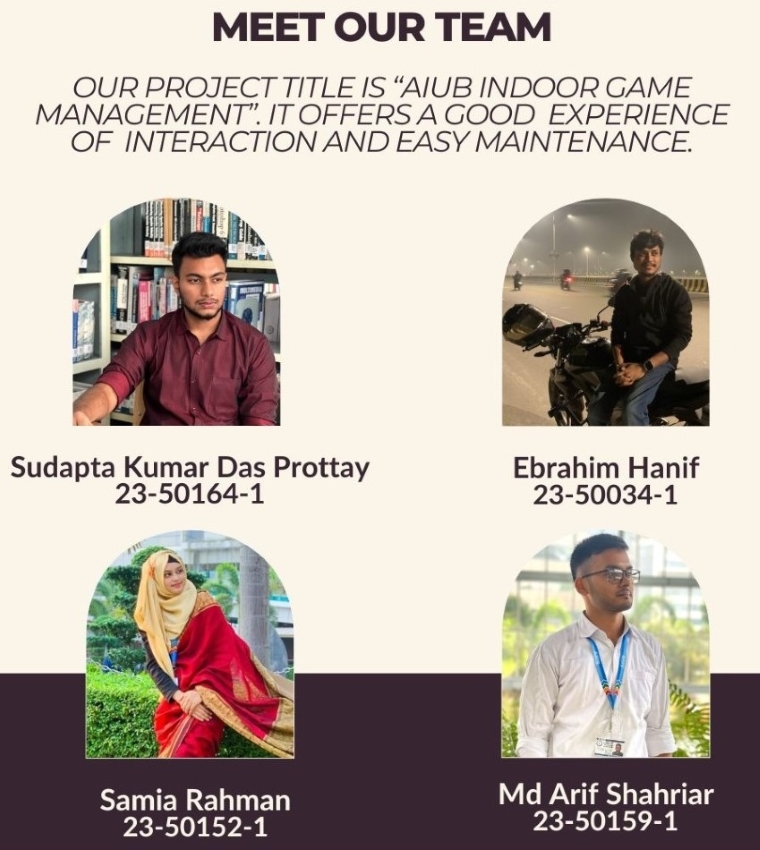 MEET OUR TEAM
OUR PROJECT TITLE IS “AIUB INDOOR GAME
MANAGEMENT”. IT OFFERS A GOOD EXPERIENCE
OF INTERACTION AND EASY MAINTENANCE.
Sudapta Kumar Das Prottay
23-50164-1
Ebrahim Hanif
23-50034-1
Samia Rahman
23-50152-1
Md Arif Shahriar
23-50159-1